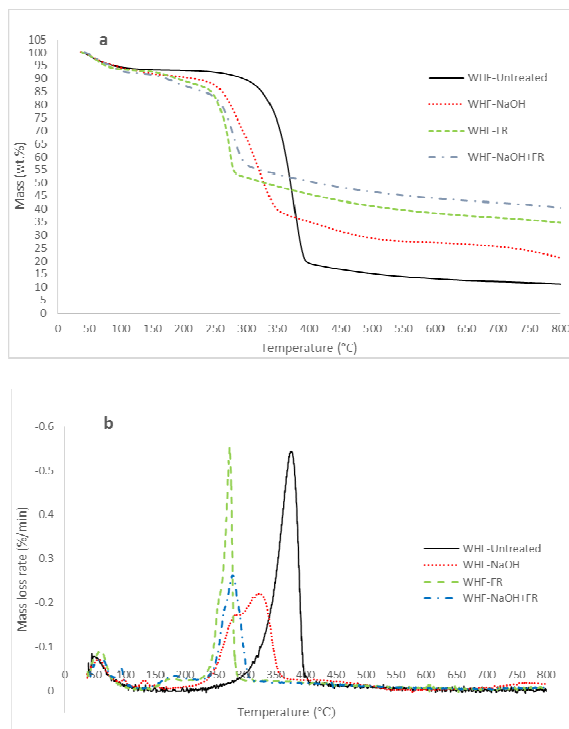 a
105
100
95
90
85
80
75
70
65
60
55
50
45
40
35
30
25
20
15
10
5
0
Mass (wt.%)
WHF-Untreated
WHF-NaOH
WHF-FR
WHF-NaOH+FR
0 50 100 150 200 250 300 350 400 450 500 550 600 650 700 750 800
Temperature (°C)
b
-0.6
-0.5
-0.4
-0.3
-0.2
-0.1
0
Mass loss rate (%/min)
WHF-Untreated
WHF-NaOH
WHF-FR
WHF-NaOH+FR
0 50 100 150 200 250 300 350 400 450 500 550 600 650 700 750 800
Temperature (°C)